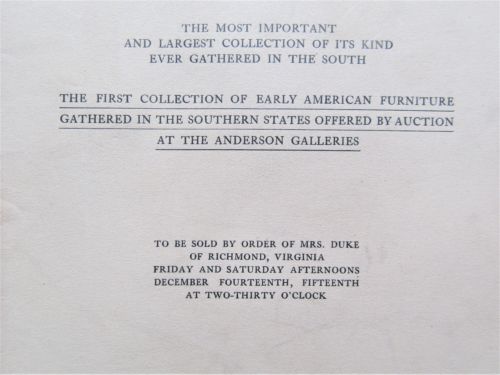 THE MOST IMPORTANT
AND LARGEST COLLECTION OF ITS KIND
EVER GATHERED IN THE SOUTH
THE FIRST COLLECTION OF EARLY AMERICAN FURNITURE
GATHERED IN THE SOUTHERN STATES OFFERED BY AUCTION
AT THE ANDERSON GALLERIES
TO BE SOLD BY ORDER OF MRS. DUKE
OF RICHMOND, VIRGINIA
FRIDAY AND SATURDAY AFTERNOONS
DECEMBER FOURTEENTH, FIFTEENTH
AT TWO-THIRTY O'CLOCK